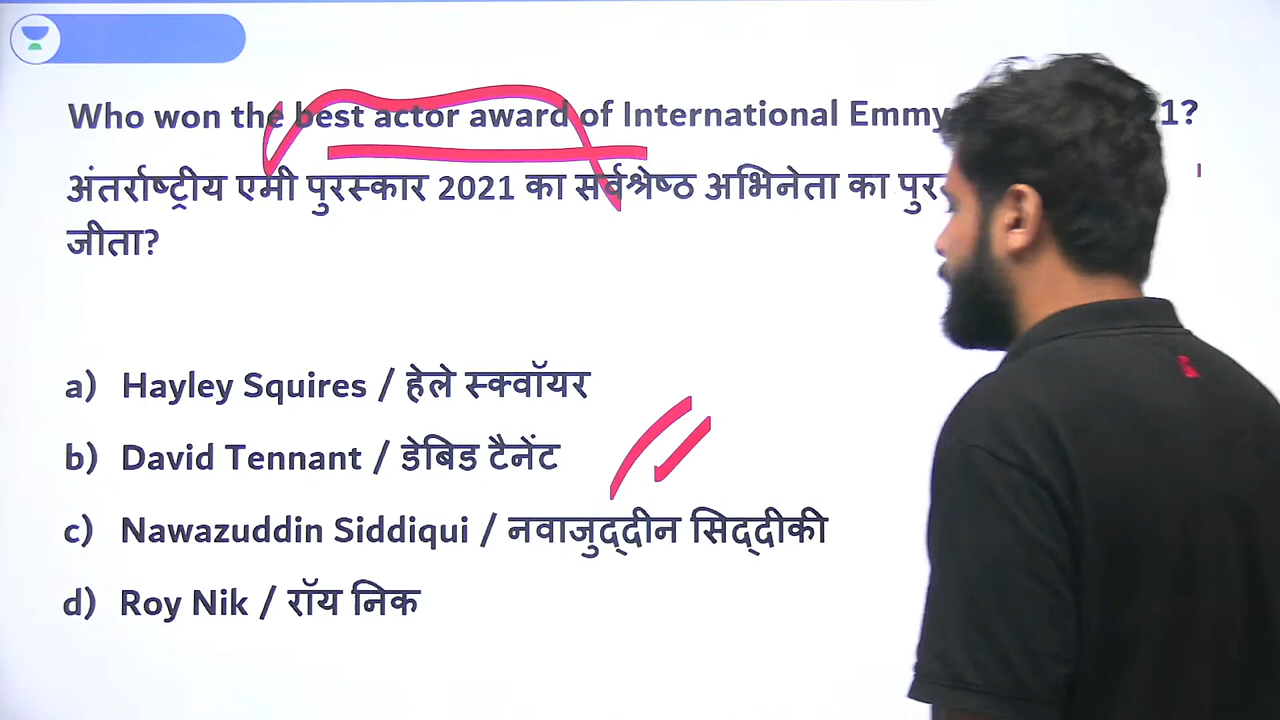 Who won the best actor award of International Emmy 1?
अंतर्राष्ट्रीय एमी पुरस्कार 2021 का सर्वश्रेष्ठ अभिनेता का
जीता?
a) Hayley Squires / हेले स्क्वॉयर
b) David Tennant / डेबिड टैनेंट
c) Nawazuddin Siddiqui / नवाजुद्दीन सिद्दीकी
d) Roy Nik / रॉय निक